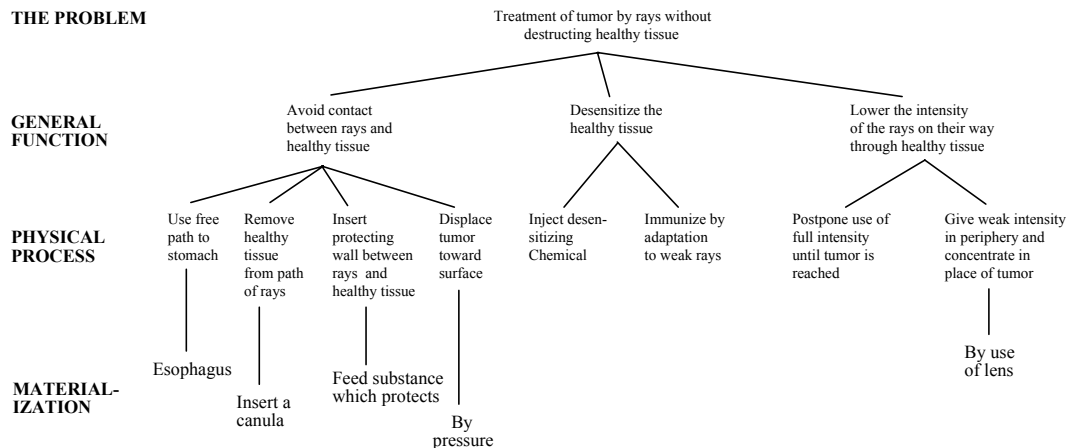 THE PROBLEM
Treatment of tumor by rays without
destructing healthy tissue
GENERAL
FUNCTION
Avoid contact
between rays and
healthy tissue
Desensitize the
healthy tissue
Lower the intensity
of the rays on their way
through healthy tissue
PHYSICAL
PROCESS
Use free
path to
stomach
Remove
healthy
tissue
from path
of rays
Insert
protecting
wall between
rays and
healthy tissue
Displace
tumor
toward
surface
Inject desen-
sitizing
Chemical
Immunize by
adaptation
to weak rays
Postpone use of
full intensity
until tumor is
reached
Give weak intensity
in periphery and
concentrate in
place of tumor
MATERIAL-
IZATION
Esophagus
Insert a
canula
Feed substance
which protects
By
pressure
By use
of lens